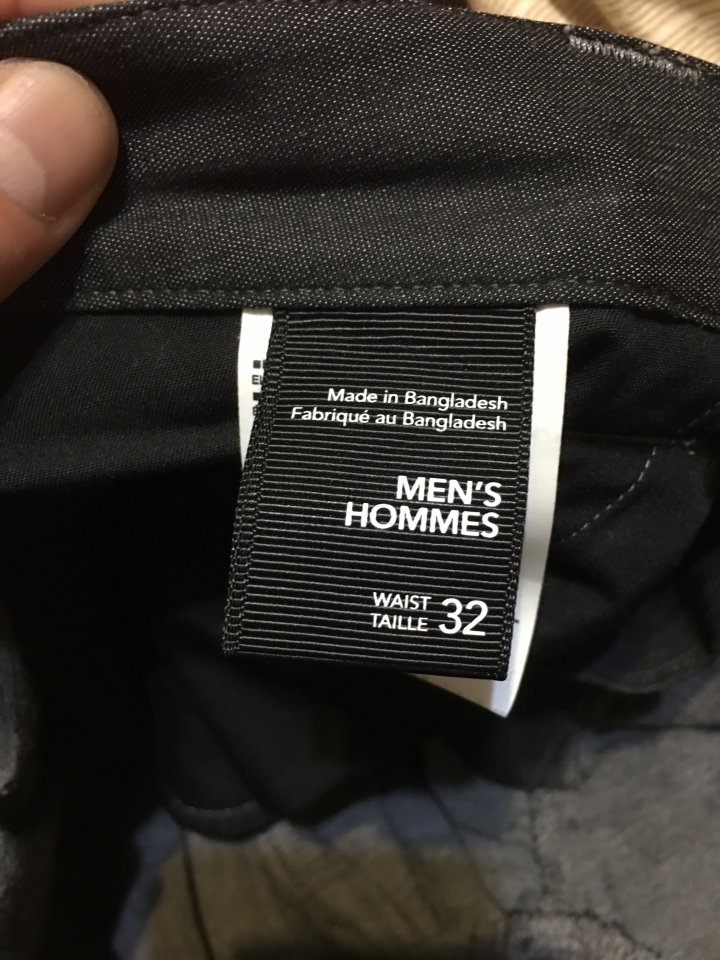 Made in Bangladesh
Fabriqué au Bangladesh
MEN'S
HOMMES
WAIST
TAILLE 32